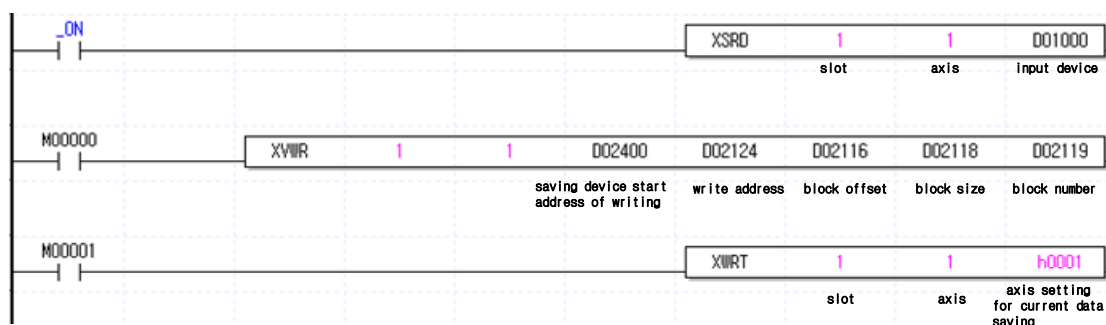 _ON
XSRD 1 1 D01000
slot axis input device
M00000
XVWR 1 1 D02400 D02124 D02116 D02118 D02119
saving device start write address block offset block size block number
address of writing
M00001
XWRT 1 1 h0001
slot axis axis setting
for current data
saving